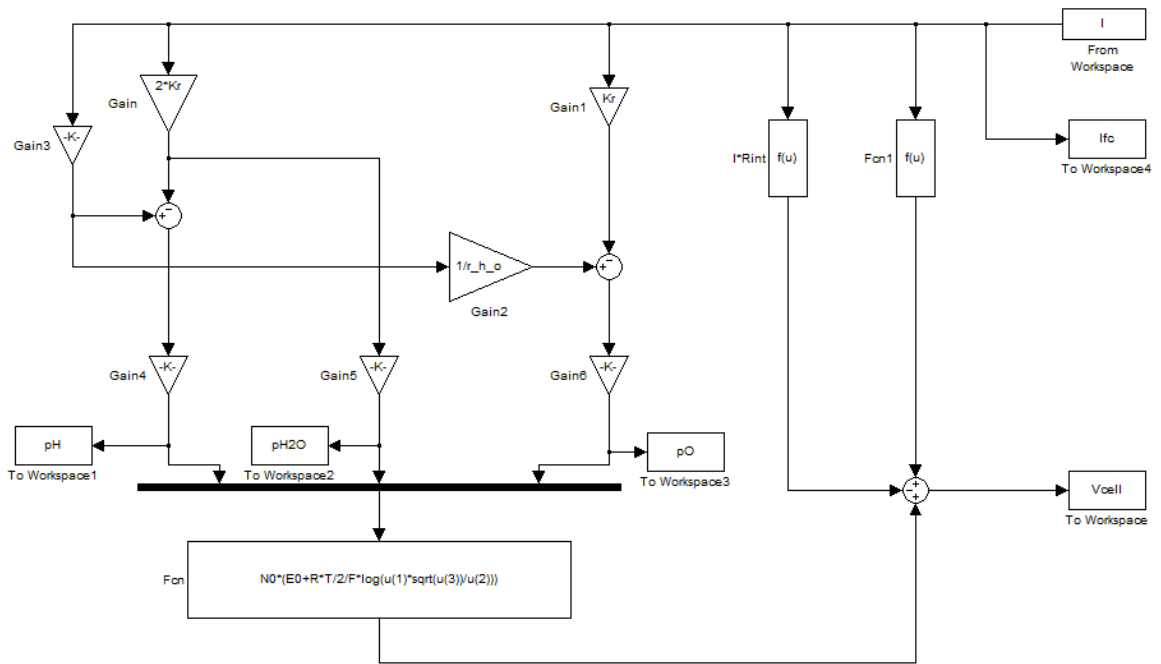 I
From
Workspace
2*Kr
Gain
Kr
Gain1
-K-
Gain3
I*Rint
f(u)
Fcn1
f(u)
Ifc
To Workspace4
+
−
1/r_h_o
Gain2
+
−
-K-
Gain4
-K-
Gain5
-K-
Gain6
pH
To Workspace1
pH2O
To Workspace2
pO
To Workspace3
+
−
+
Vcell
To Workspace
Fcn
N0*(E0+R*T/2/F*log(u(1)*sqrt(u(3))/u(2)))